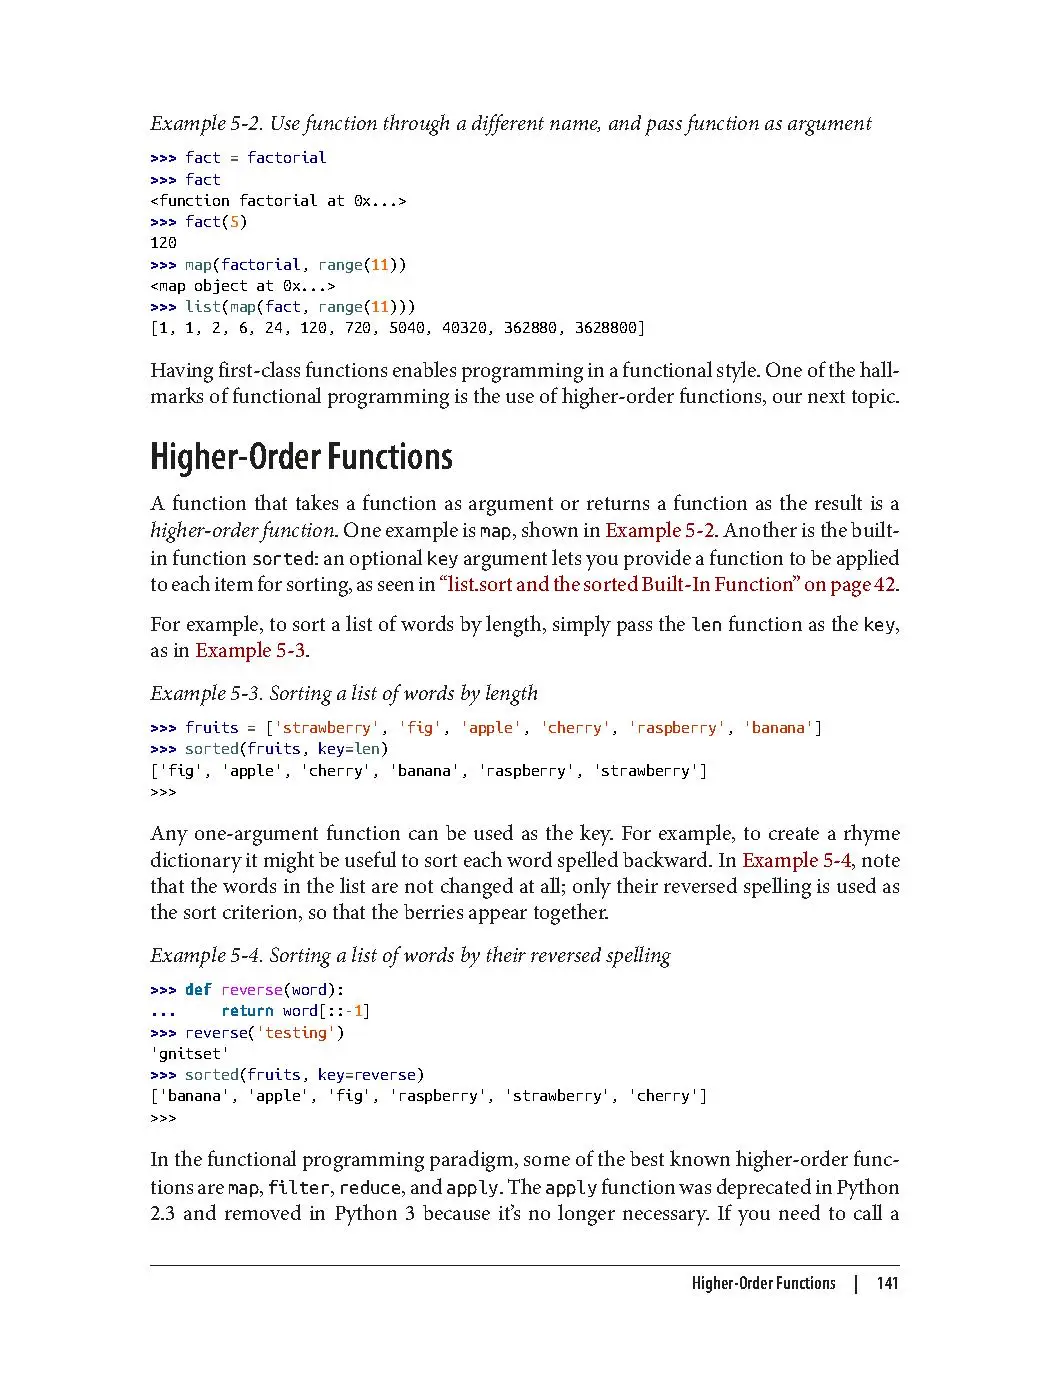 Example 5-2. Use function through a different name, and pass function as argument
>>> fact = factorial
>>> fact
<function factorial at 0x...>
>>> fact(5)
120
>>> map(factorial, range(11))
<map object at 0x...>
>>> list(map(fact, range(11)))
[1, 1, 2, 6, 24, 120, 720, 5040, 40320, 362880, 3628800]
Having first-class functions enables programming in a functional style. One of the hall-
marks of functional programming is the use of higher-order functions, our next topic.
Higher-Order Functions
A function that takes a function as argument or returns a function as the result is a
higher-order function. One example is map, shown in Example 5-2. Another is the built-
in function sorted: an optional key argument lets you provide a function to be applied
to each item for sorting, as seen in “list.sort and the sorted Built-In Function” on page 42.
For example, to sort a list of words by length, simply pass the len function as the key,
as in Example 5-3.
Example 5-3. Sorting a list of words by length
>>> fruits = ['strawberry', 'fig', 'apple', 'cherry', 'raspberry', 'banana']
>>> sorted(fruits, key=len)
['fig', 'apple', 'cherry', 'banana', 'raspberry', 'strawberry']
>>>
Any one-argument function can be used as the key. For example, to create a rhyme
dictionary it might be useful to sort each word spelled backward. In Example 5-4, note
that the words in the list are not changed at all; only their reversed spelling is used as
the sort criterion, so that the berries appear together.
Example 5-4. Sorting a list of words by their reversed spelling
>>> def reverse(word):
...     return word[::-1]
>>> reverse('testing')
'gnitset'
>>> sorted(fruits, key=reverse)
['banana', 'apple', 'fig', 'raspberry', 'strawberry', 'cherry']
>>>
In the functional programming paradigm, some of the best known higher-order func-
tions are map, filter, reduce, and apply. The apply function was deprecated in Python
2.3 and removed in Python 3 because it’s no longer necessary. If you need to call a
Higher-Order Functions | 141